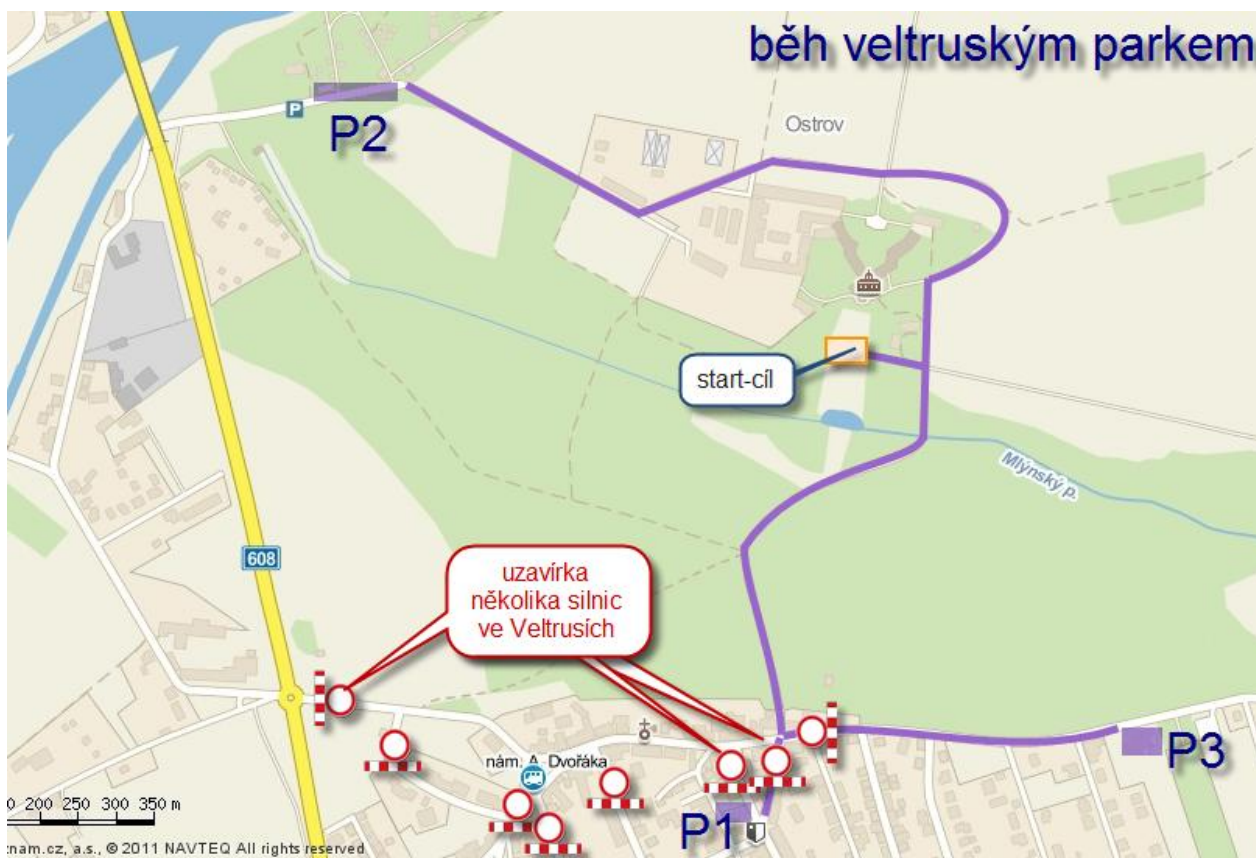 běh veltruským parkem
P
P2
Ostrov
start-cíl
Mlýnský p.
608
uzavírka
několika silnic
ve Veltrusích
nám. A. Dvořáka
P3
P1
0 200 250 300 350 m
znam.cz, a.s., © 2011 NAVTEQ All rights reserved